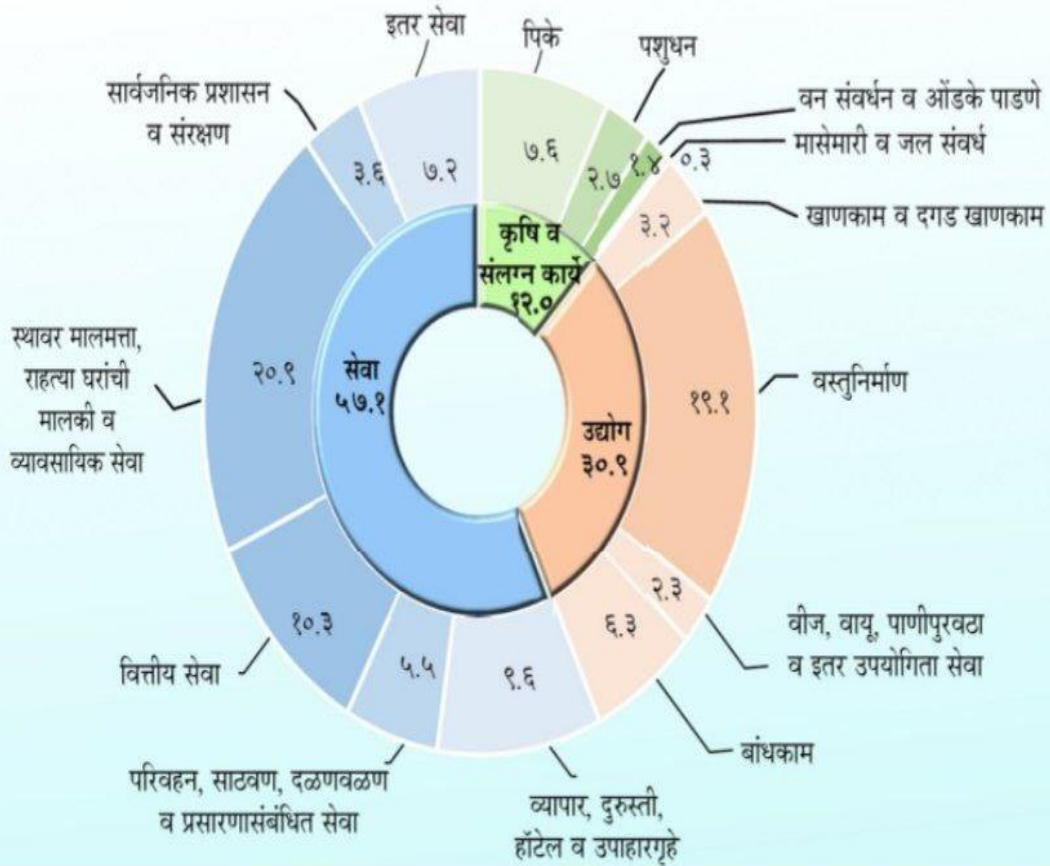 इतर सेवा
पिके
पशुधन
सार्वजनिक प्रशासन
व संरक्षण
वन संवर्धन व ओंडके पाडणे
मासेमारी व जल संवर्ध
०.३
खाणकाम व दगड खाणकाम
३.६
७.२
७.६
२.७
१.४
३.२
कृषि व
संलग्न कार्ये
१२.०
स्थावर मालमत्ता,
राहत्या घरांची
मालकी व
व्यावसायिक सेवा
२०.९
सेवा
५७.१
उद्योग
३०.९
१९.१
वस्तुनिर्माण
२.३
वीज, वायू, पाणीपुरवठा
व इतर उपयोगिता सेवा
६.३
बांधकाम
९.६
व्यापार, दुरुस्ती,
हॉटेल व उपाहारगृहे
५.५
परिवहन, साठवण, दळणवळण
व प्रसारणासंबंधित सेवा
१०.३
वित्तीय सेवा